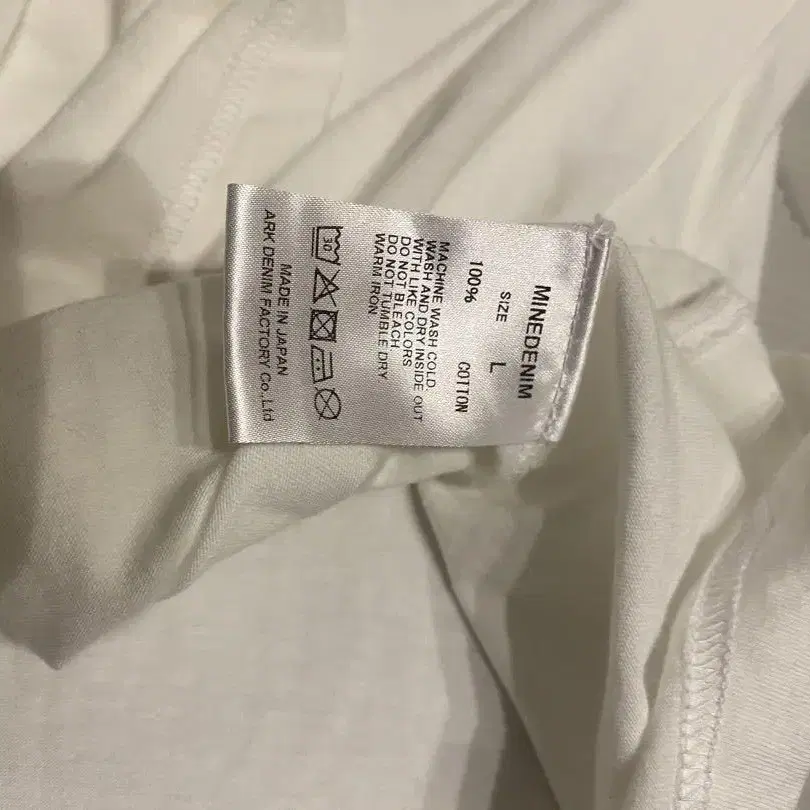 MINEDENIM
SIZE L
100% COTTON
MACHINE WASH COLD
WASH AND DRY INSIDE OUT
WITH LIKE COLORS
DO NOT BLEACH
DO NOT TUMBLE DRY
WARM IRON
30
MADE IN JAPAN
ARK DENIM FACTORY Co.,Ltd